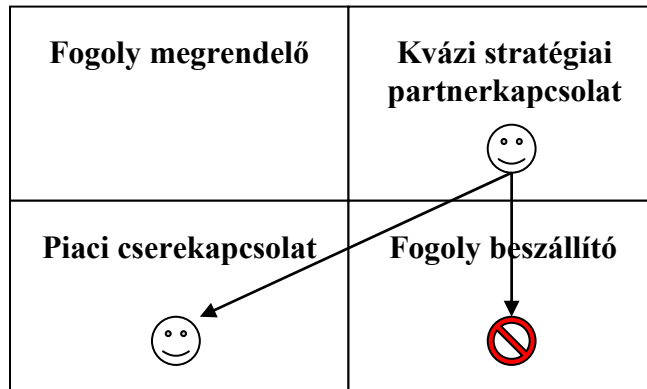 Fogoly megrendelő
Kvázi stratégiai
partnerkapcsolat
Piaci cserekapcsolat
Fogoly beszállító